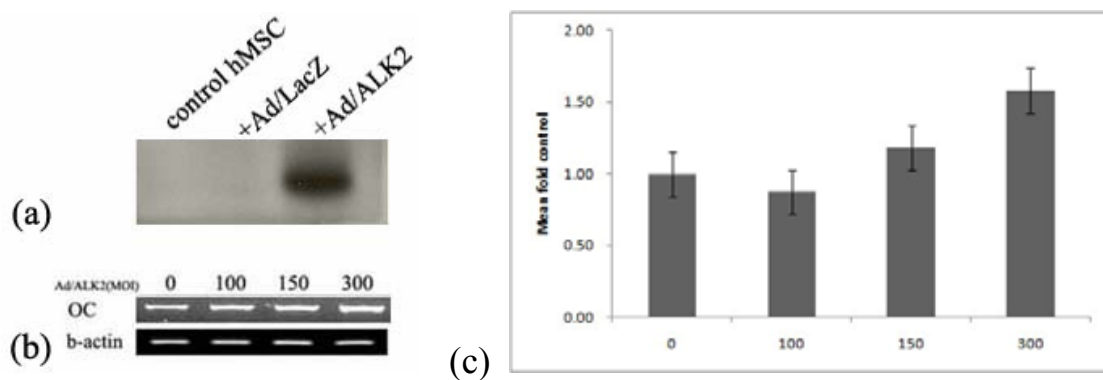 control hMSC
+Ad/LacZ
+Ad/ALK2
(a)
Ad/ALK2(MOI) 0 100 150 300
OC
b-actin
(b)
(c)
Mean fold control
2.00
1.50
1.00
0.50
0.00
0 100 150 300